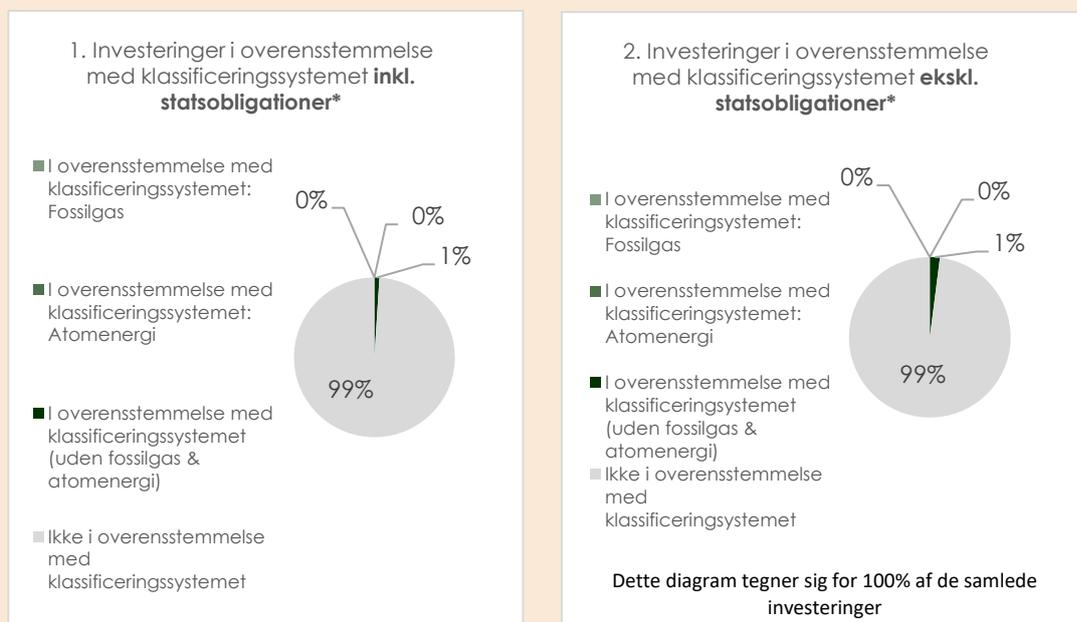 1. Investeringer i overensstemmelse
med klassificeringssystemet inkl.
statsobligationer*
I overensstemmelse med
klassificeringssystemet:
Fossilgas
I overensstemmelse med
klassificeringssystemet:
Atomenergi
I overensstemmelse med
klassificeringssystemet
(uden fossilgas &
atomenergi)
Ikke i overensstemmelse
med
klassificeringsystemet
0%
0%
1%
99%
2. Investeringer i overensstemmelse
med klassificeringssystemet ekskl.
statsobligationer*
I overensstemmelse med
klassificeringssystemet:
Fossilgas
I overensstemmelse med
klassificeringssystemet:
Atomenergi
I overensstemmelse med
klassificeringssystemet
(uden fossilgas &
atomenergi)
Ikke i overensstemmelse
med
klassificeringsystemet
0%
0%
1%
99%
Dette diagram tegner sig for 100% af de samlede
investeringer